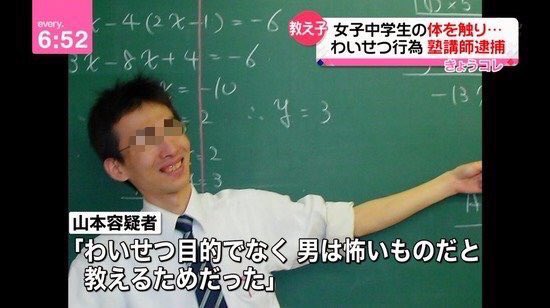 every.
6:52
教え子
女子中学生の体を触り…
わいせつ行為 塾講師逮捕
きょうコレ
3x - 4(2x-1) = -6
3x - 8x + 4 = -6
= -10
= 2
= 2
= 3
∴ y = 3
山本容疑者
「わいせつ目的でなく 男は怖いものだと
教えるためだった」